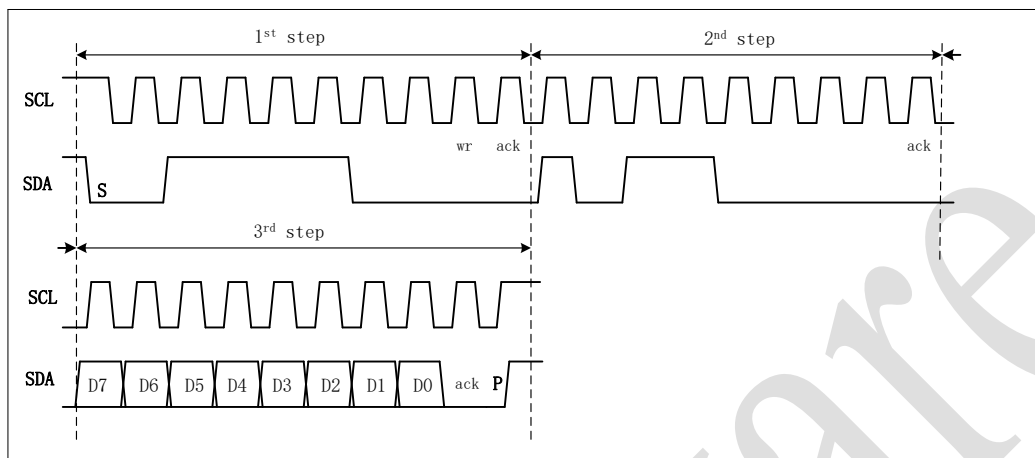 1st step 2nd step
SCL
wr ack ack
SDA S
3rd step
SCL
SDA D7 D6 D5 D4 D3 D2 D1 D0 ack P